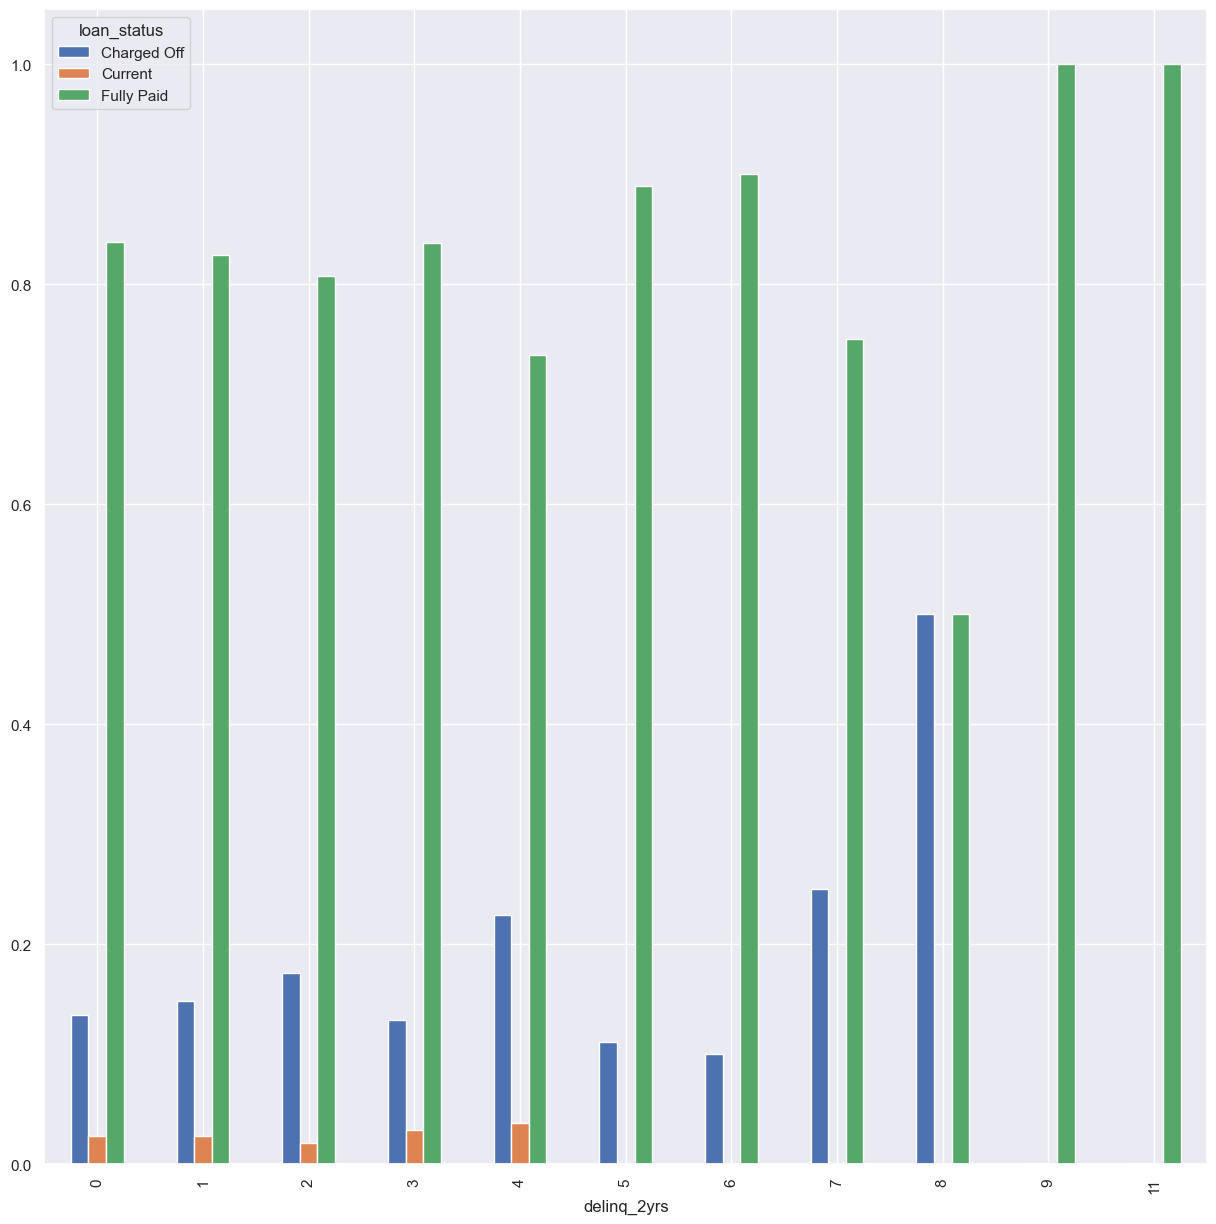 loan_status
Charged Off
Current
Fully Paid
1.0
0.8
0.6
0.4
0.2
0.0
0 1 2 3 4 5 6 7 8 9 11
delinq_2yrs